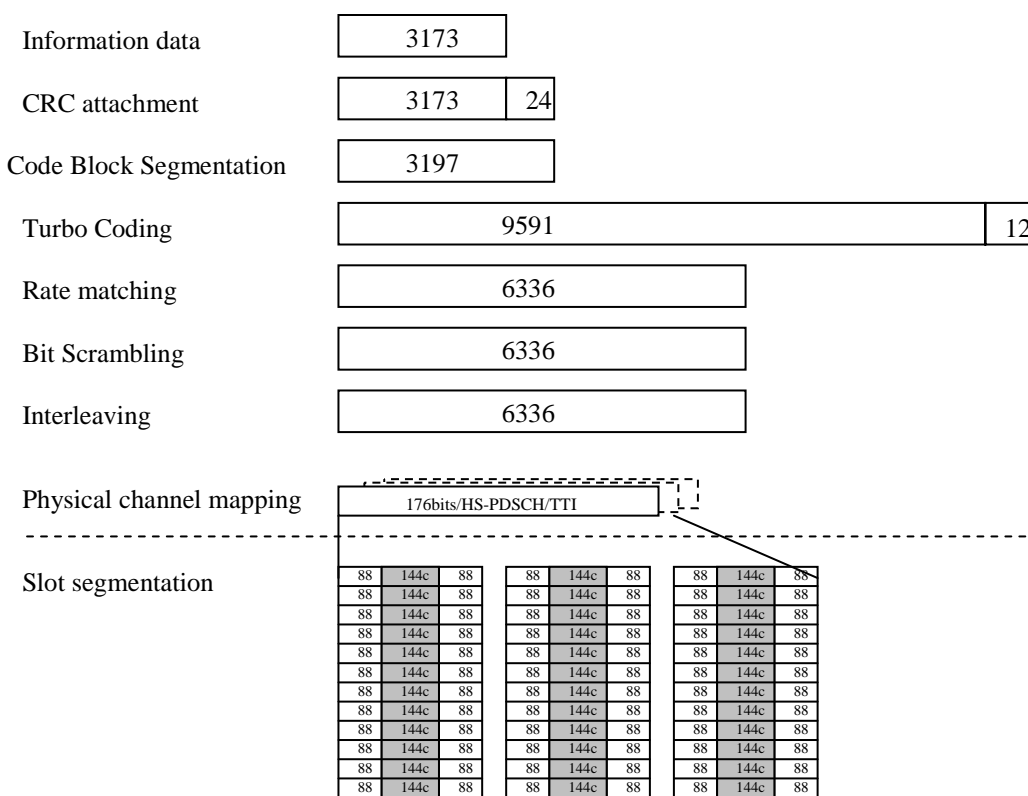 Information data 3173
CRC attachment 3173 24
Code Block Segmentation 3197
Turbo Coding 9591 12
Rate matching 6336
Bit Scrambling 6336
Interleaving 6336
Physical channel mapping 176bits/HS-PDSCH/TTI
Slot segmentation 88 144c 88 88 144c 88 88 144c 88
88 144c 88 88 144c 88 88 144c 88
88 144c 88 88 144c 88 88 144c 88
88 144c 88 88 144c 88 88 144c 88
88 144c 88 88 144c 88 88 144c 88
88 144c 88 88 144c 88 88 144c 88
88 144c 88 88 144c 88 88 144c 88
88 144c 88 88 144c 88 88 144c 88
88 144c 88 88 144c 88 88 144c 88
88 144c 88 88 144c 88 88 144c 88
88 144c 88 88 144c 88 88 144c 88
88 144c 88 88 144c 88 88 144c 88